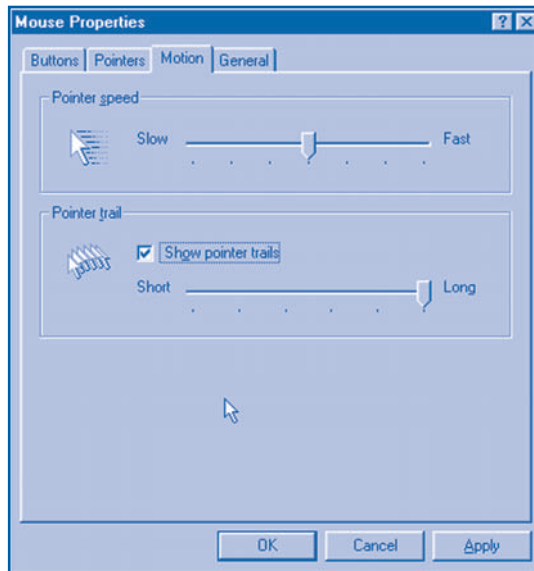 Mouse Properties
Buttons Pointers Motion General
Pointer speed
Slow Fast
Pointer trail
Show pointer trails
Short Long
OK Cancel Apply